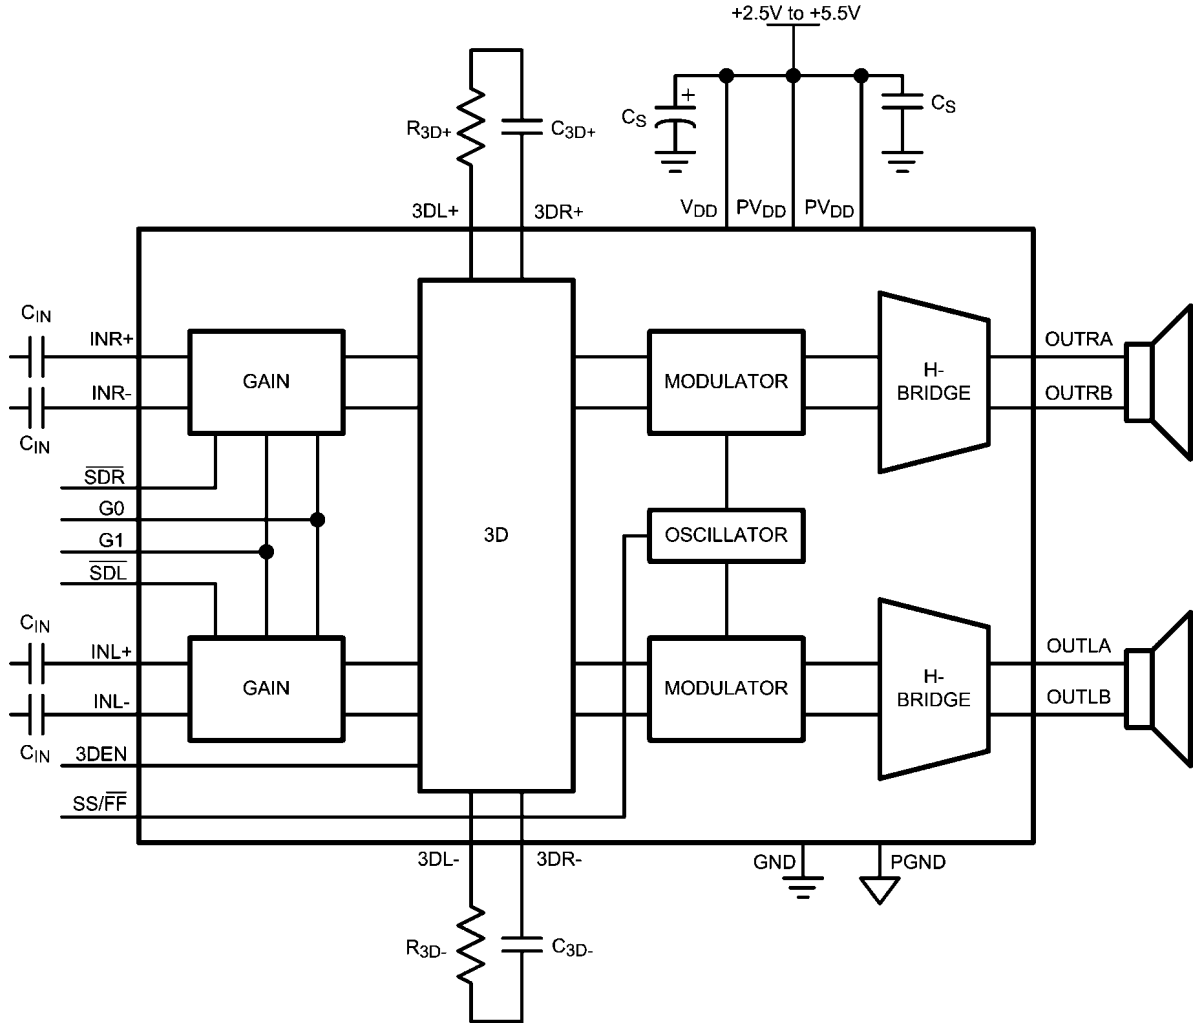 +2.5V to +5.5V
CS
CS
R3D+
C3D+
3DL+
3DR+
VDD
PVDD
PVDD
CIN
INR+
INR-
CIN
GAIN
MODULATOR
H-
BRIDGE
OUTRA
OUTRB
SDR
G0
G1
SDL
3D
OSCILLATOR
CIN
INL+
INL-
CIN
GAIN
MODULATOR
H-
BRIDGE
OUTLA
OUTLB
3DEN
SS/FF
3DL-
3DR-
GND
PGND
R3D-
C3D-